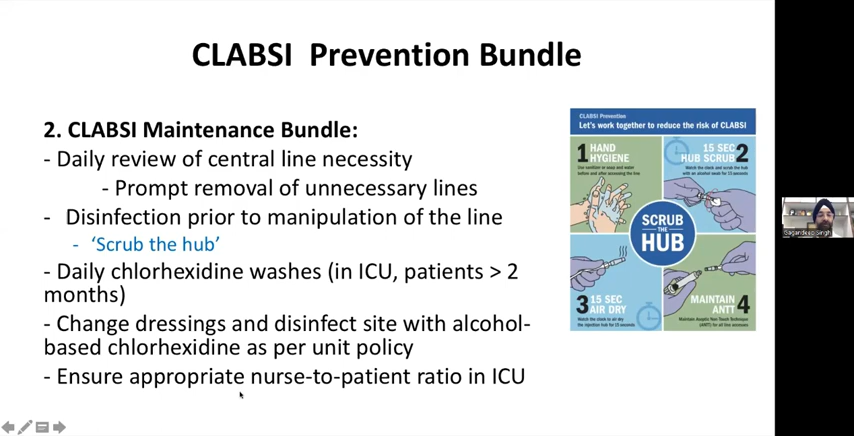 CLABSI Prevention Bundle
2. CLABSI Maintenance Bundle:
- Daily review of central line necessity
- Prompt removal of unnecessary lines
- Disinfection prior to manipulation of the line
- ‘Scrub the hub’
- Daily chlorhexidine washes (in ICU, patients > 2
months)
- Change dressings and disinfect site with alcohol-
based chlorhexidine as per unit policy
- Ensure appropriate nurse-to-patient ratio in ICU
CLABSI Prevention
Let's work together to reduce the risk of CLABSI
1 HAND
HYGIENE
Use sanitizer or soap and water
before and after accessing the line
15 SEC
HUB SCRUB 2
Watch the clock and scrub the hub
with an alcohol swab for 15 seconds
SCRUB
THE
HUB
3 15 SEC
AIR DRY
Watch the clock to air dry
the injection hub for 15 seconds
MAINTAIN
ANTT 4
Maintain Aseptic Non Touch Technique
(ANTT) for all line accesses
Gagandeep Singh